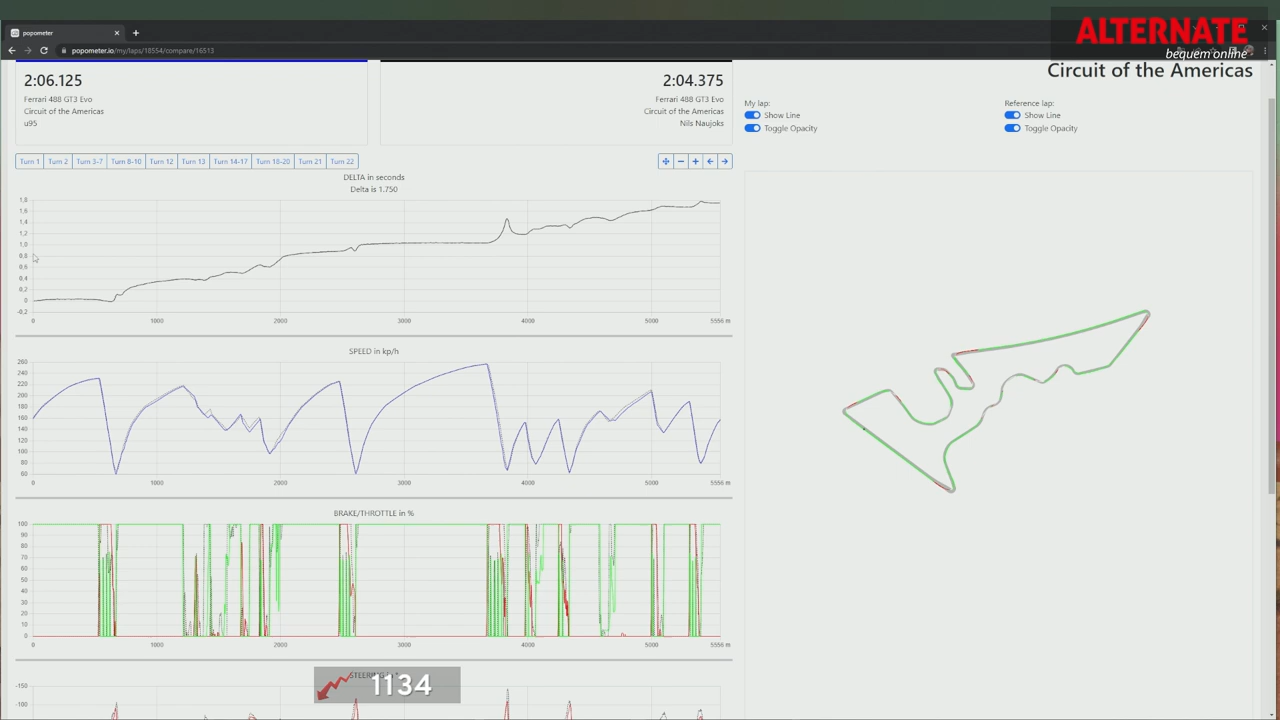 popometer
ALTERNATE
bequem online
popometer.io/my/laps/18554/compare/16513
2:06.125
Ferrari 488 GT3 Evo
Circuit of the Americas
u95
2:04.375
Ferrari 488 GT3 Evo
Circuit of the Americas
Nils Naujoks
Circuit of the Americas
My lap:
Show Line
Toggle Opacity
Reference lap:
Show Line
Toggle Opacity
Turn 1 Turn 2 Turn 3-7 Turn 8-10 Turn 12 Turn 13 Turn 14-17 Turn 18-20 Turn 21 Turn 22
DELTA in seconds
Delta is 1.750
1,8
1,6
1,4
1,2
1,0
0,8
0,6
0,4
0,2
0
-0,2
0 1000 2000 3000 4000 5000 5556 m
SPEED in kp/h
260
240
220
200
180
160
140
120
100
80
60
0 1000 2000 3000 4000 5000 5556 m
BRAKE/THROTTLE in %
100
90
80
70
60
50
40
30
20
10
0
0 1000 2000 3000 4000 5000 5556 m
1134
-150
-100